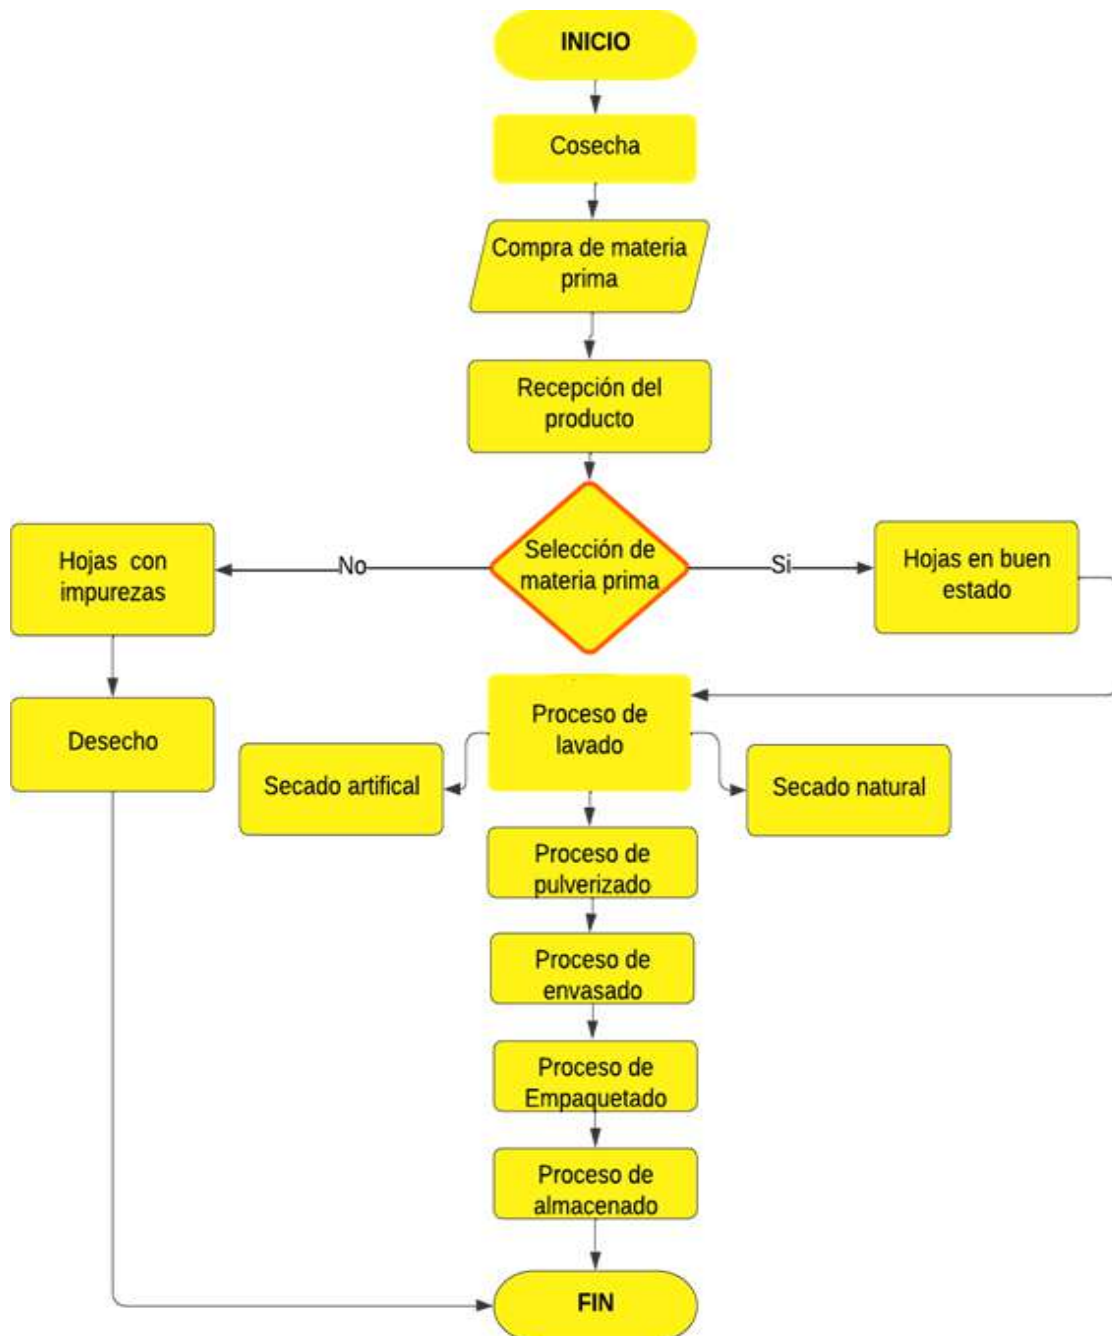 INICIO
Cosecha
Compra de materia
prima
Recepción del
producto
Selección de
materia prima
No
Si
Hojas  con
impurezas
Hojas en buen
estado
Desecho
Proceso de
lavado
Secado artifical
Secado natural
Proceso de
pulverizado
Proceso de
envasado
Proceso de
Empaquetado
Proceso de
almacenado
FIN